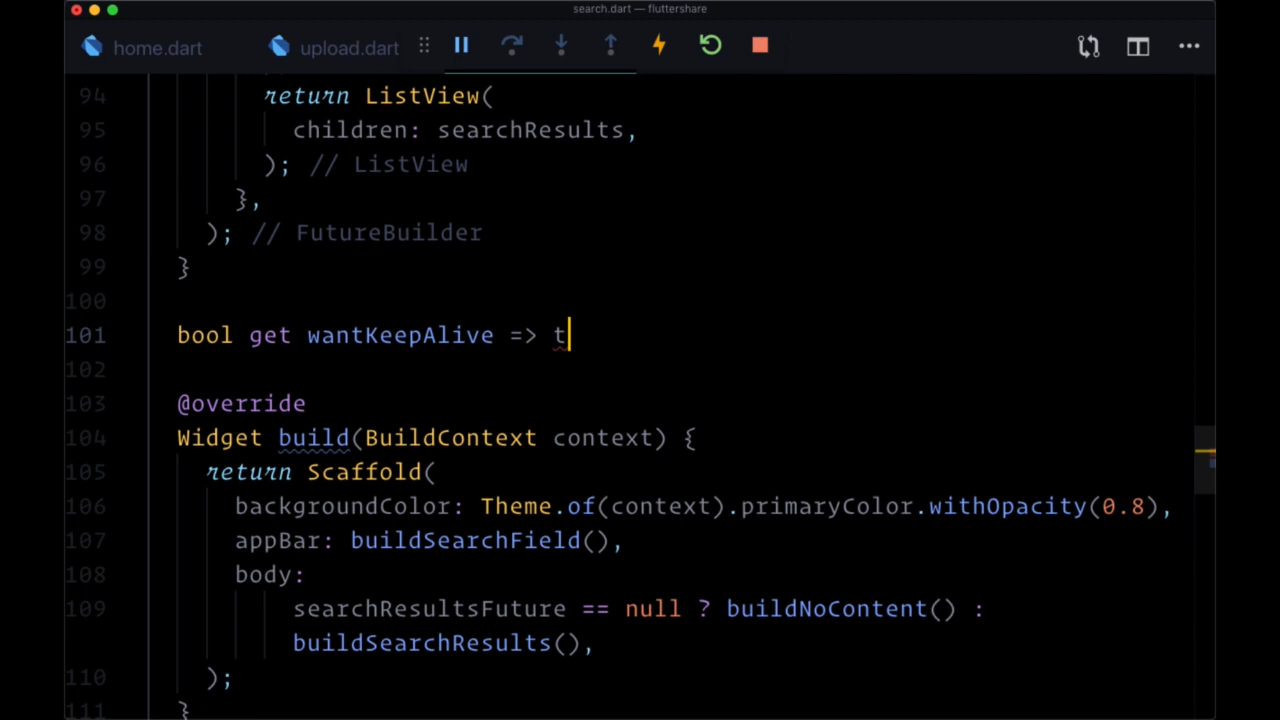 search.dart — fluttershare
home.dart upload.dart
94 return ListView(
95 children: searchResults,
96 ); // ListView
97 },
98 ); // FutureBuilder
99 }
100
101 bool get wantKeepAlive => t
102
103 @override
104 Widget build(BuildContext context) {
105 return Scaffold(
106 backgroundColor: Theme.of(context).primaryColor.withOpacity(0.8),
107 appBar: buildSearchField(),
108 body:
109 searchResultsFuture == null ? buildNoContent() :
buildSearchResults(),
110 );
111 }